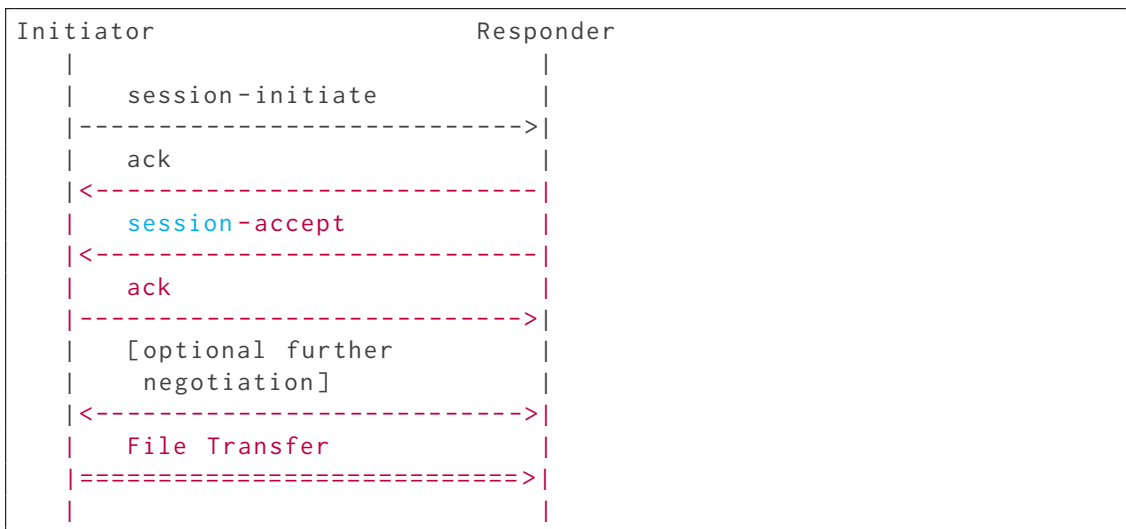 Initiator                    Responder
   |                             |
   |   session-initiate          |
   |---------------------------->|
   |   ack                       |
   |<----------------------------|
   |   session-accept            |
   |<----------------------------|
   |   ack                       |
   |---------------------------->|
   |   [optional further         |
   |    negotiation]             |
   |<--------------------------->|
   |   File Transfer             |
   |============================>|
   |                             |